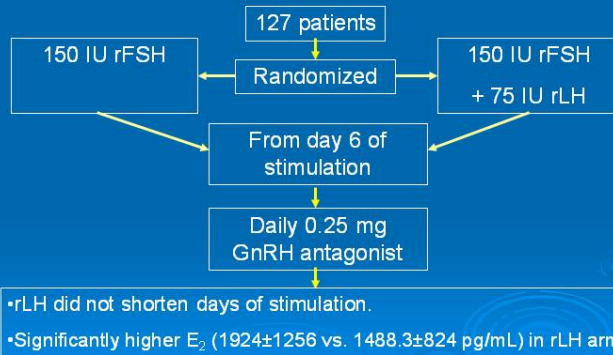 127 patients
150 IU rFSH
Randomized
150 IU rFSH
+ 75 IU rLH
From day 6 of
stimulation
Daily 0.25 mg
GnRH antagonist
•rLH did not shorten days of stimulation.
•Significantly higher E₂ (1924±1256 vs. 1488.3±824 pg/mL) in rLH arm